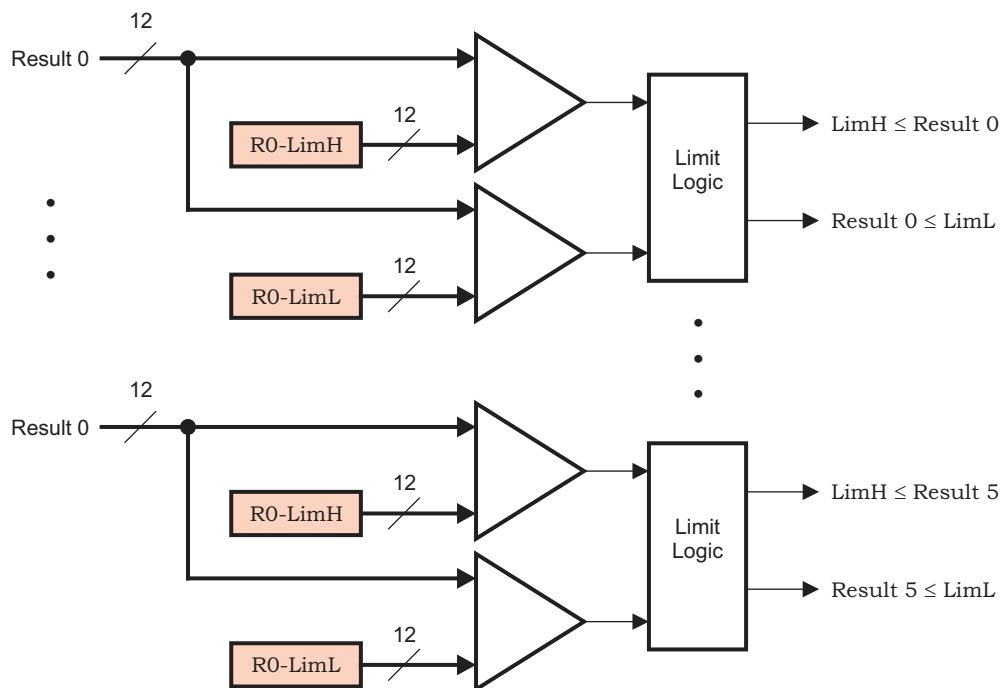 12
Result 0
12
R0-LimH
12
R0-LimL
Limit
Logic
LimH ≤ Result 0
Result 0 ≤ LimL
12
Result 0
12
R0-LimH
12
R0-LimL
Limit
Logic
LimH ≤ Result 5
Result 5 ≤ LimL